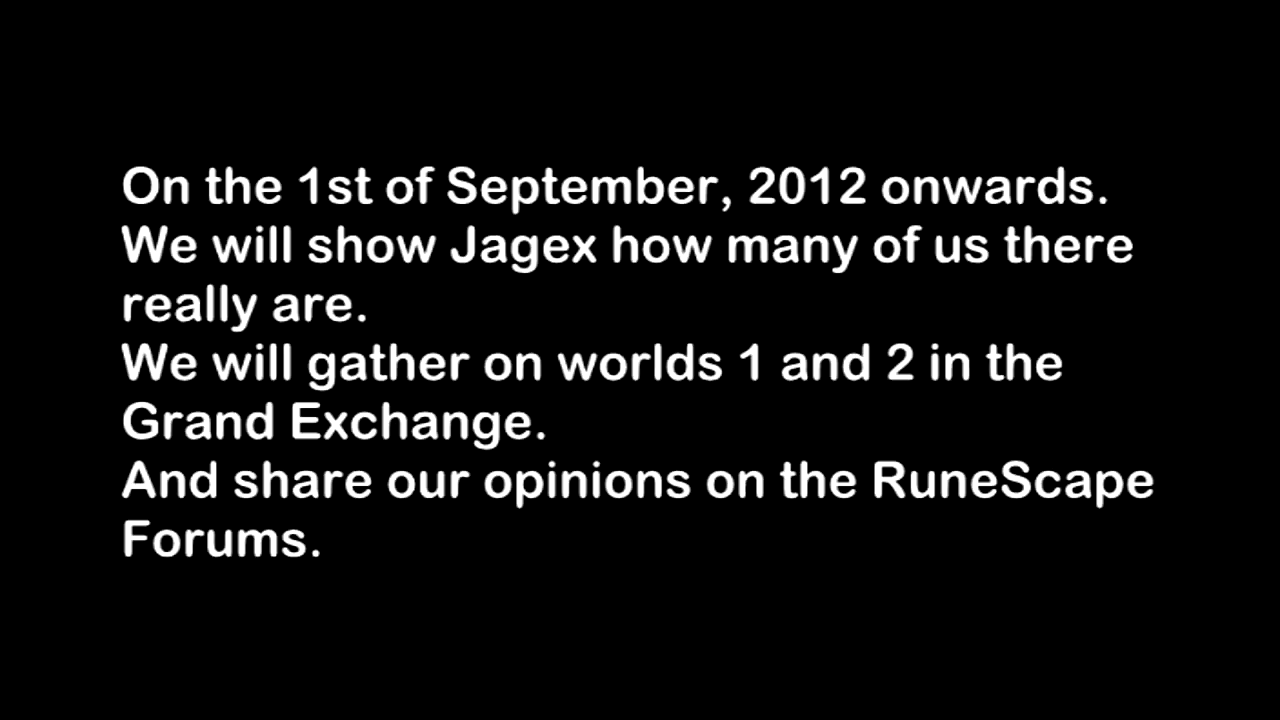 On the 1st of September, 2012 onwards.
We will show Jagex how many of us there
really are.
We will gather on worlds 1 and 2 in the
Grand Exchange.
And share our opinions on the RuneScape
Forums.